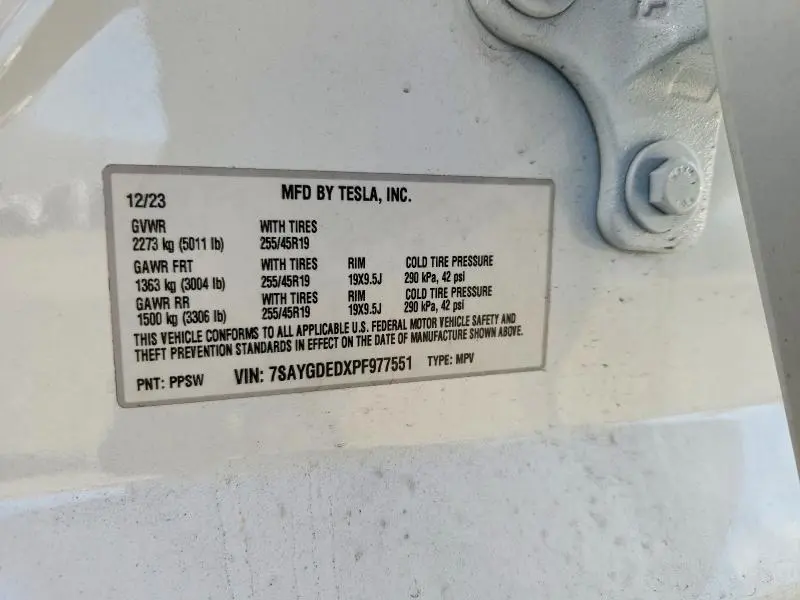 12/23 MFD BY TESLA, INC.
GVWR WITH TIRES
2273 kg (5011 lb) 255/45R19
GAWR FRT WITH TIRES RIM COLD TIRE PRESSURE
1363 kg (3004 lb) 255/45R19 19X9.5J 290 kPa, 42 psi
GAWR RR WITH TIRES RIM COLD TIRE PRESSURE
1500 kg (3306 lb) 255/45R19 19X9.5J 290 kPa, 42 psi
THIS VEHICLE CONFORMS TO ALL APPLICABLE U.S. FEDERAL MOTOR VEHICLE SAFETY AND
THEFT PREVENTION STANDARDS IN EFFECT ON THE DATE OF MANUFACTURE SHOWN ABOVE.
PNT: PPSW VIN: 7SAYGDEDXPF977551 TYPE: MPV